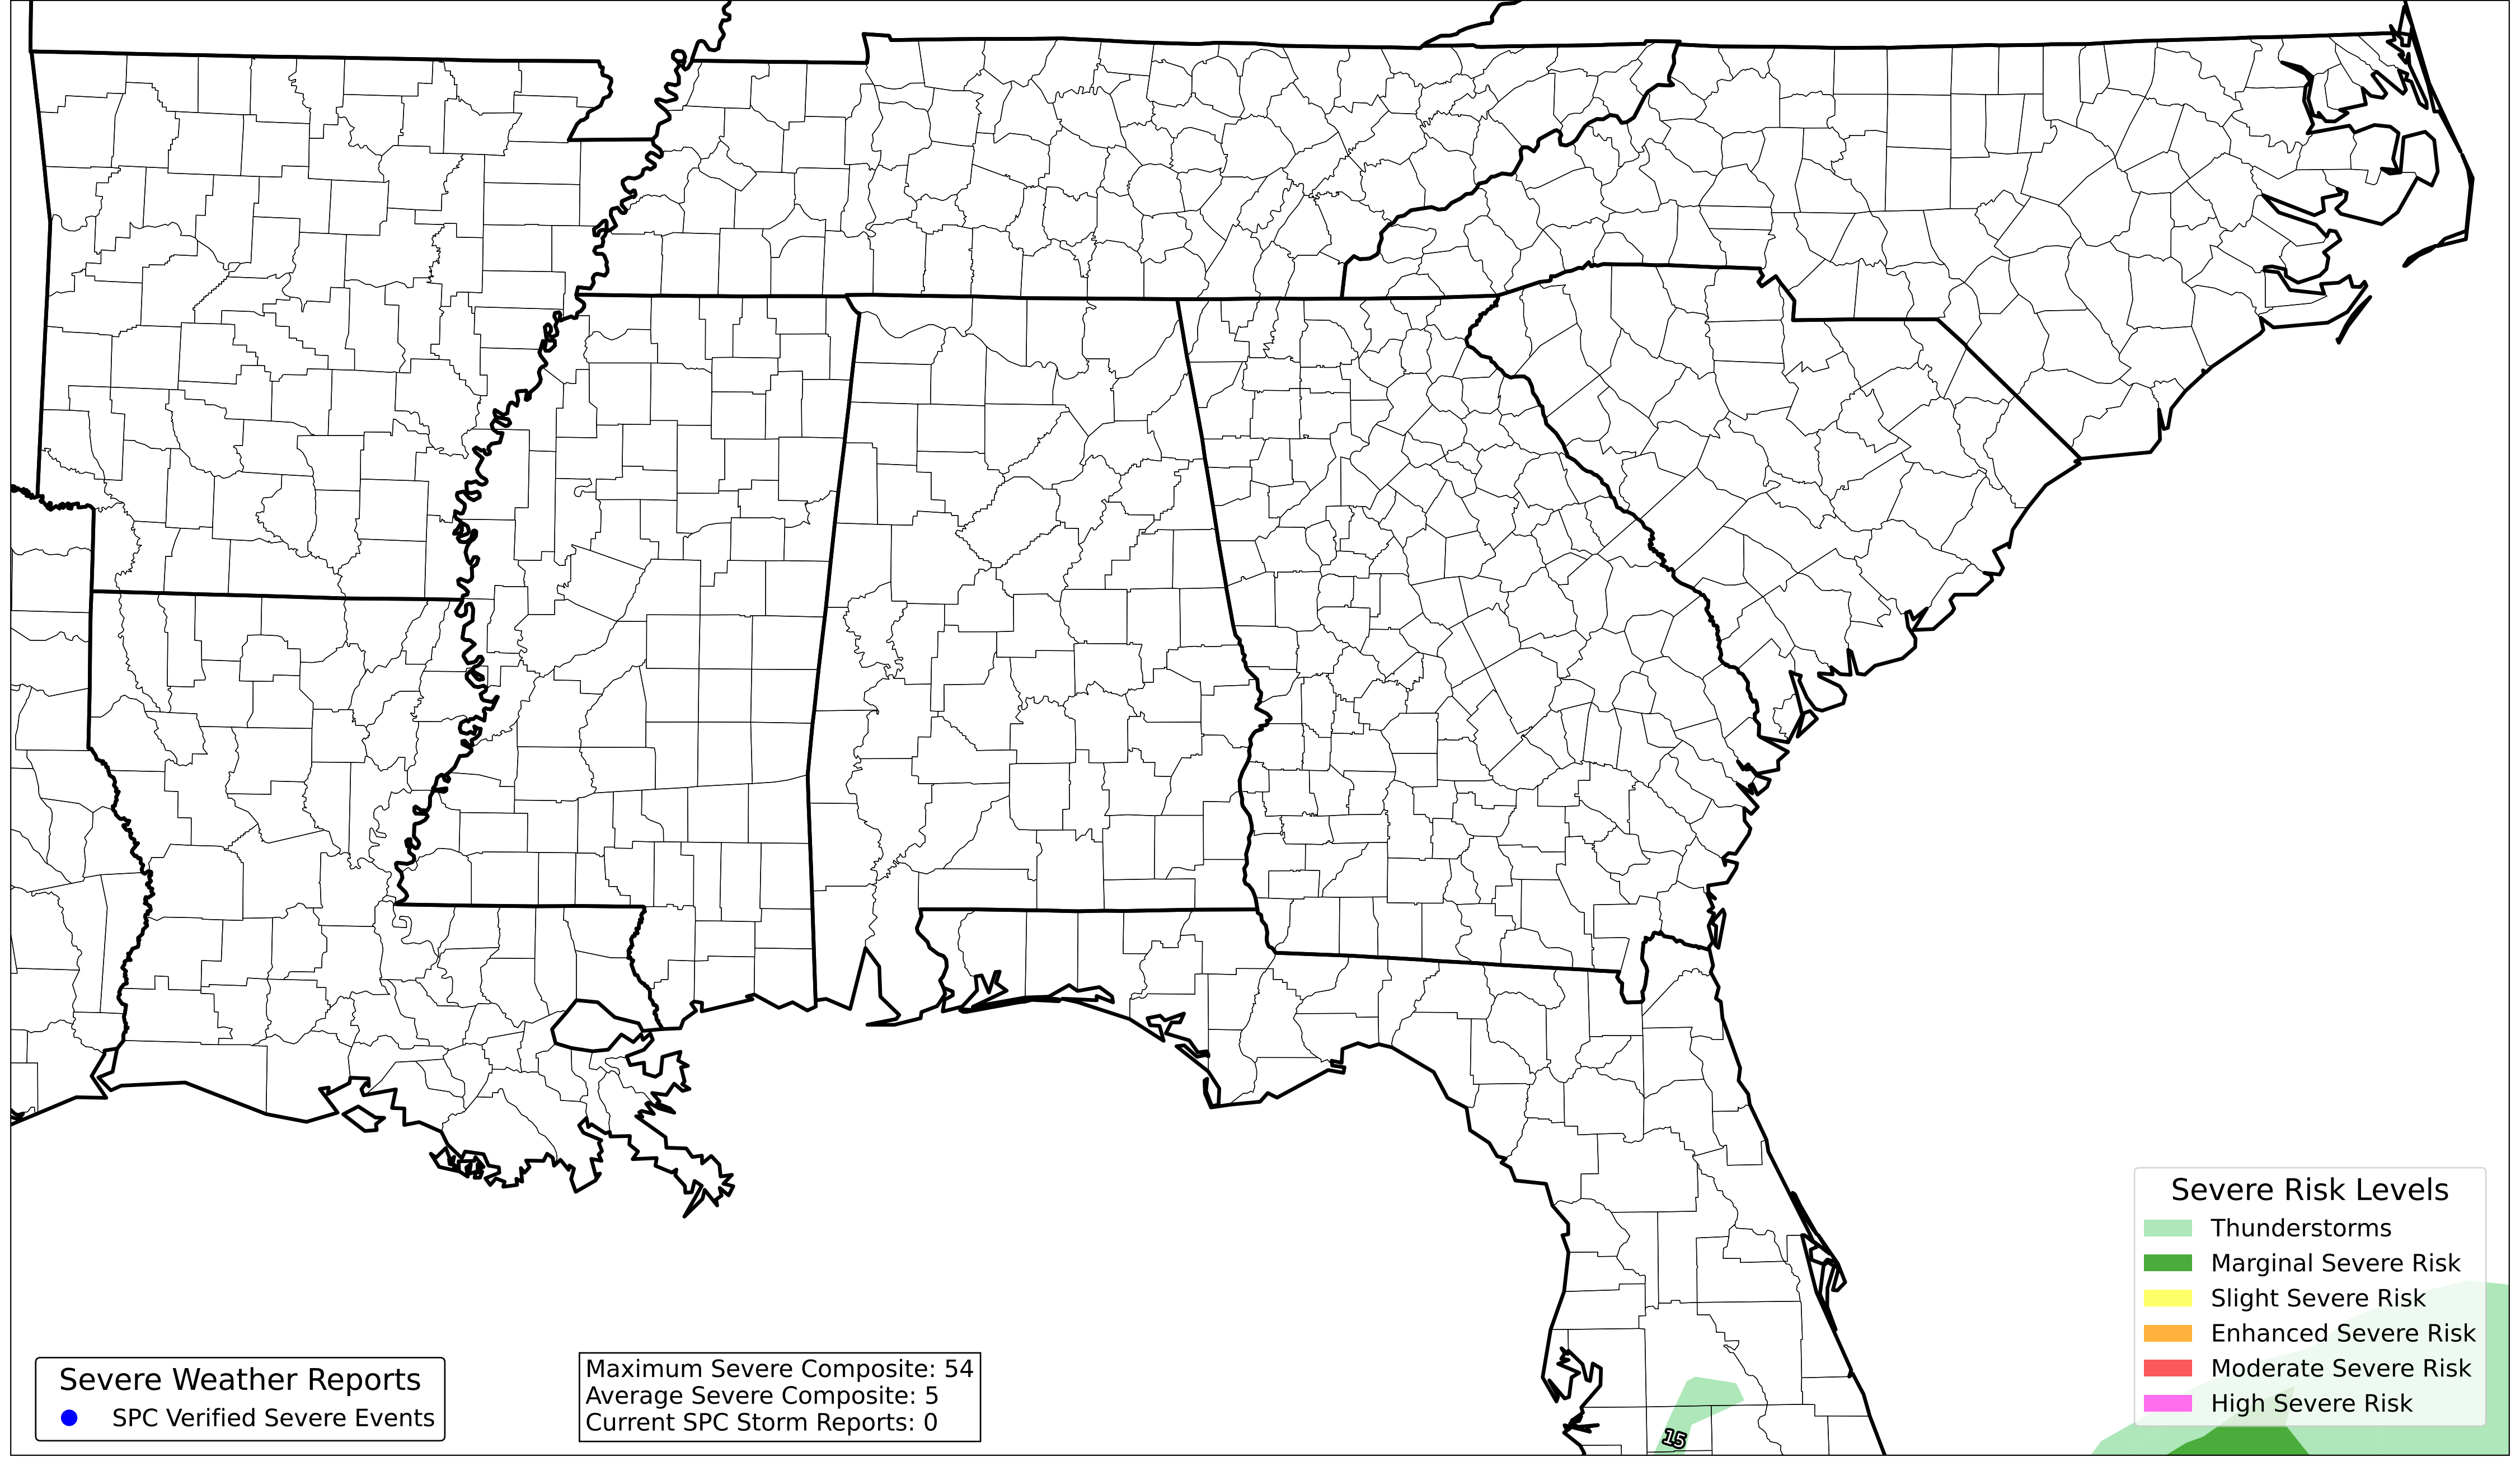 Severe Risk Levels
Thunderstorms
Marginal Severe Risk
Slight Severe Risk
Enhanced Severe Risk
Moderate Severe Risk
High Severe Risk
Severe Weather Reports
SPC Verified Severe Events
Maximum Severe Composite: 54
Average Severe Composite: 5
Current SPC Storm Reports: 0
15